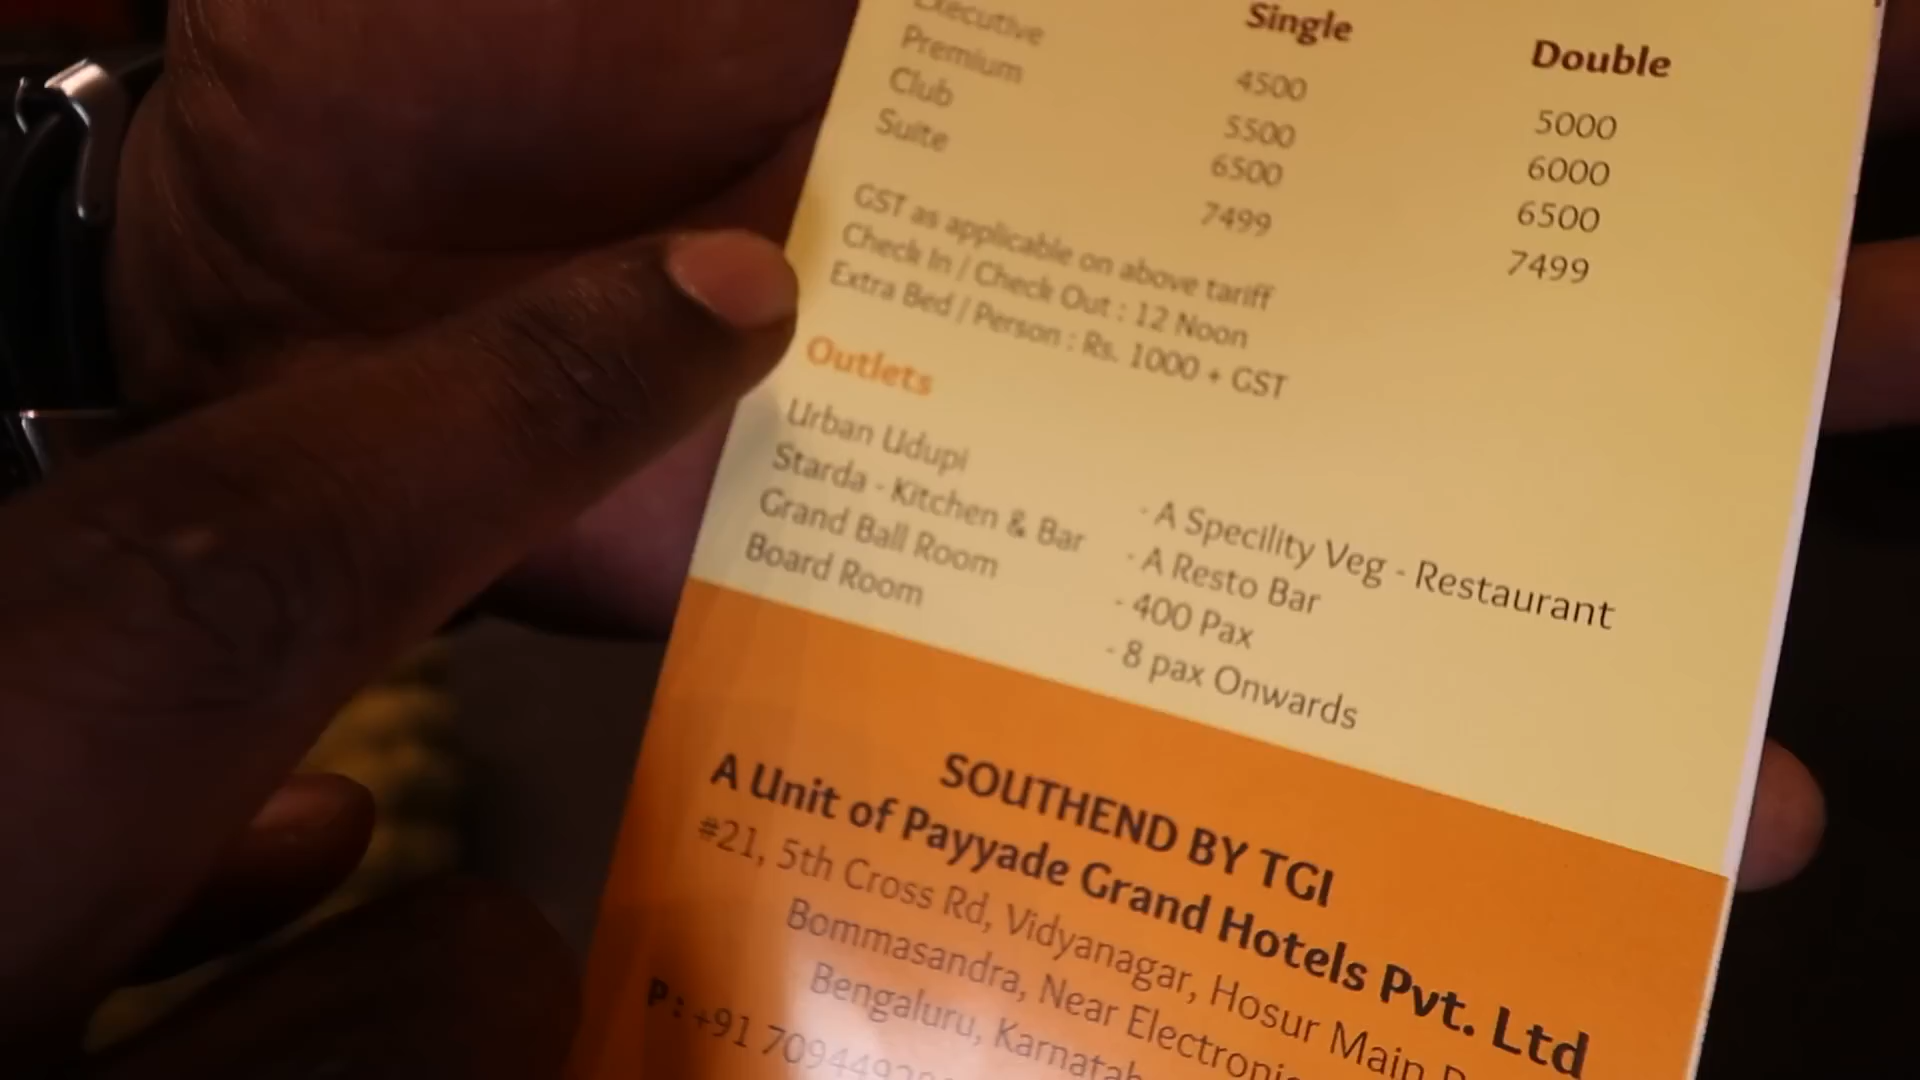 Single Double
Executive 4500 5000
Premium 5500 6000
Club 6500 6500
Suite 7499 7499
GST as applicable on above tariff
Check In / Check Out : 12 Noon
Extra Bed / Person : Rs. 1000 + GST
Outlets
Urban Udupi - A Specility Veg - Restaurant
Starda - Kitchen & Bar - A Resto Bar
Grand Ball Room - 400 Pax
Board Room - 8 pax Onwards
SOUTHEND BY TGI
A Unit of Payyade Grand Hotels Pvt. Ltd
#21, 5th Cross Rd, Vidyanagar, Hosur Main
Bommasandra, Near
Bengaluru,
P : +91